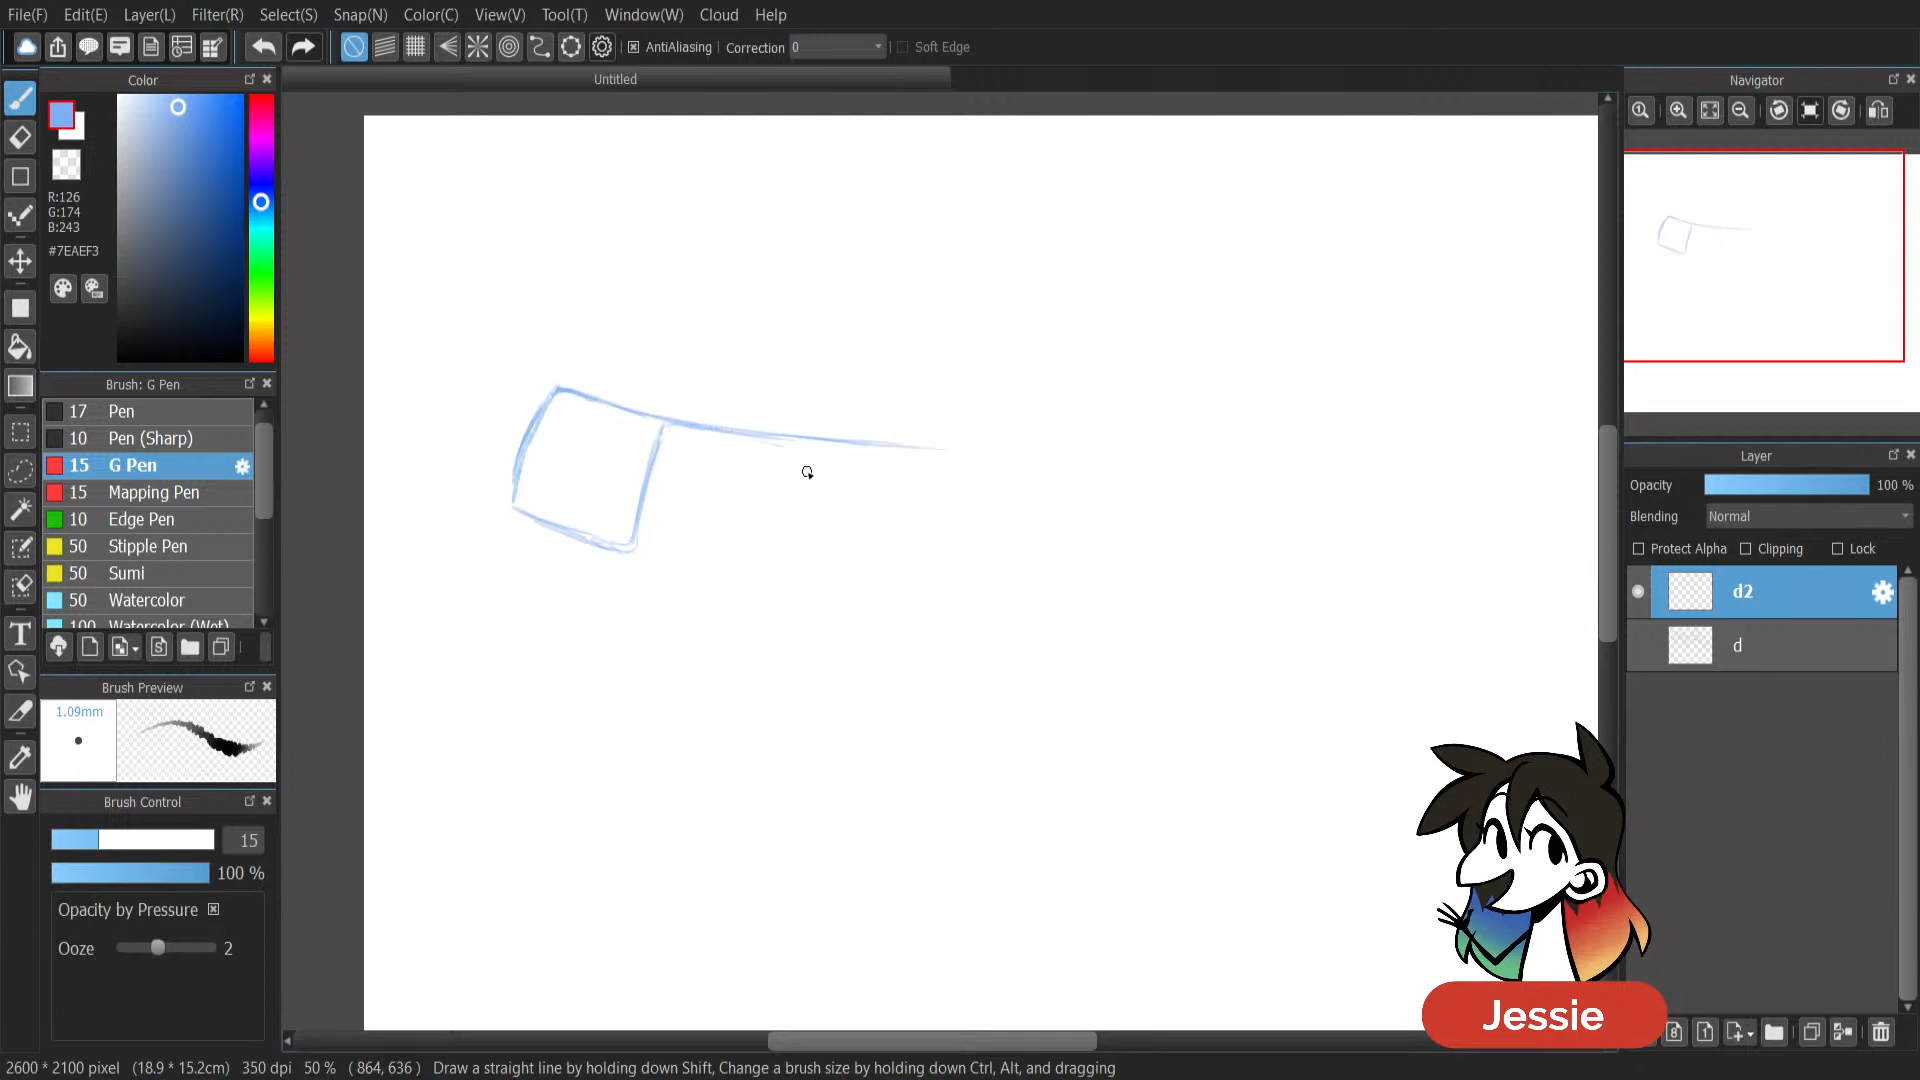 File(F) Edit(E) Layer(L) Filter(R) Select(S) Snap(N) Color(C) View(V) Tool(T) Window(W) Cloud Help
AntiAliasing Correction 0 Soft Edge
Color
Untitled
Navigator
R:126
G:174
B:243
#7EAEF3
Brush: G Pen
17 Pen
10 Pen (Sharp)
15 G Pen
15 Mapping Pen
10 Edge Pen
50 Stipple Pen
50 Sumi
50 Watercolor
100 Watercolor (Wet)
Brush Preview
1.09mm
Brush Control
15
100 %
Opacity by Pressure
Ooze 2
Layer
Opacity 100 %
Blending Normal
Protect Alpha Clipping Lock
d2
d
Jessie
2600 * 2100 pixel (18.9 * 15.2cm) 350 dpi 50 % ( 864, 636 ) Draw a straight line by holding down Shift, Change a brush size by holding down Ctrl, Alt, and dragging